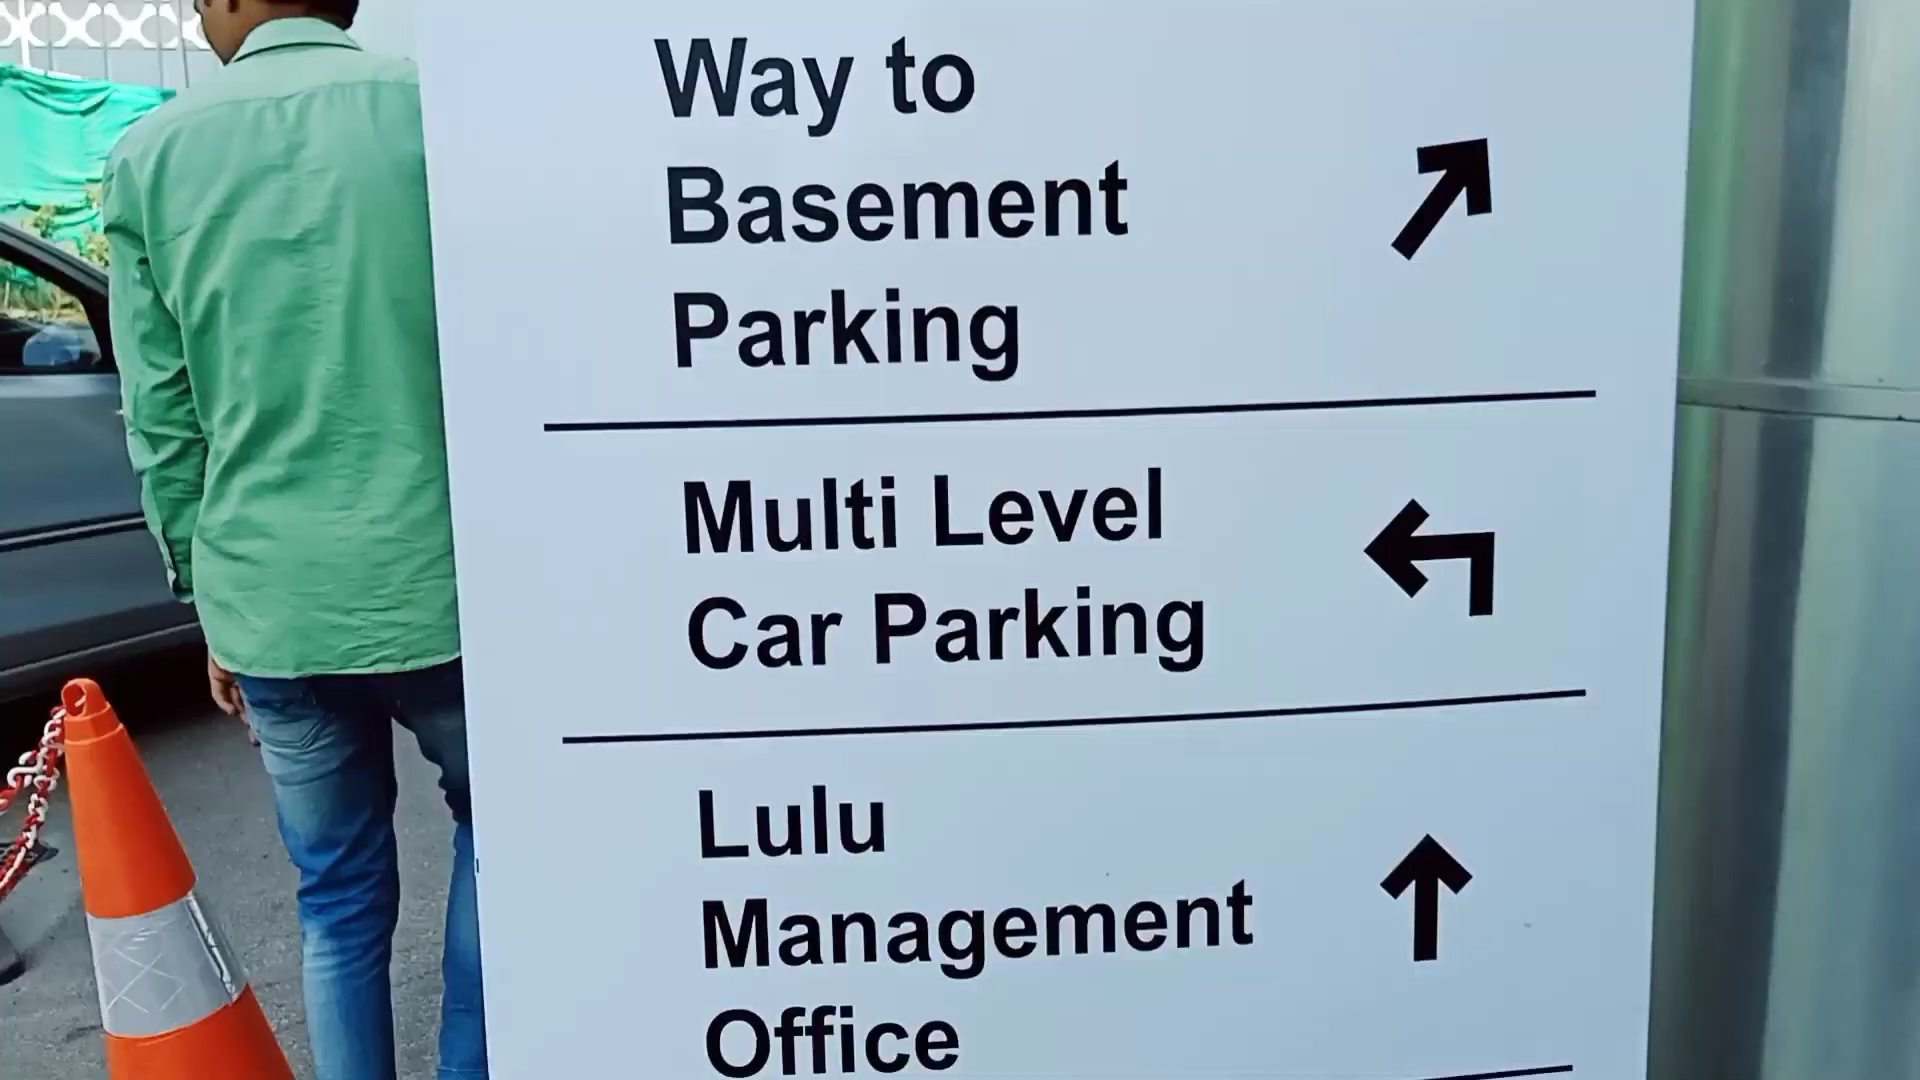 Way to
Basement
Parking
Multi Level
Car Parking
Lulu
Management
Office